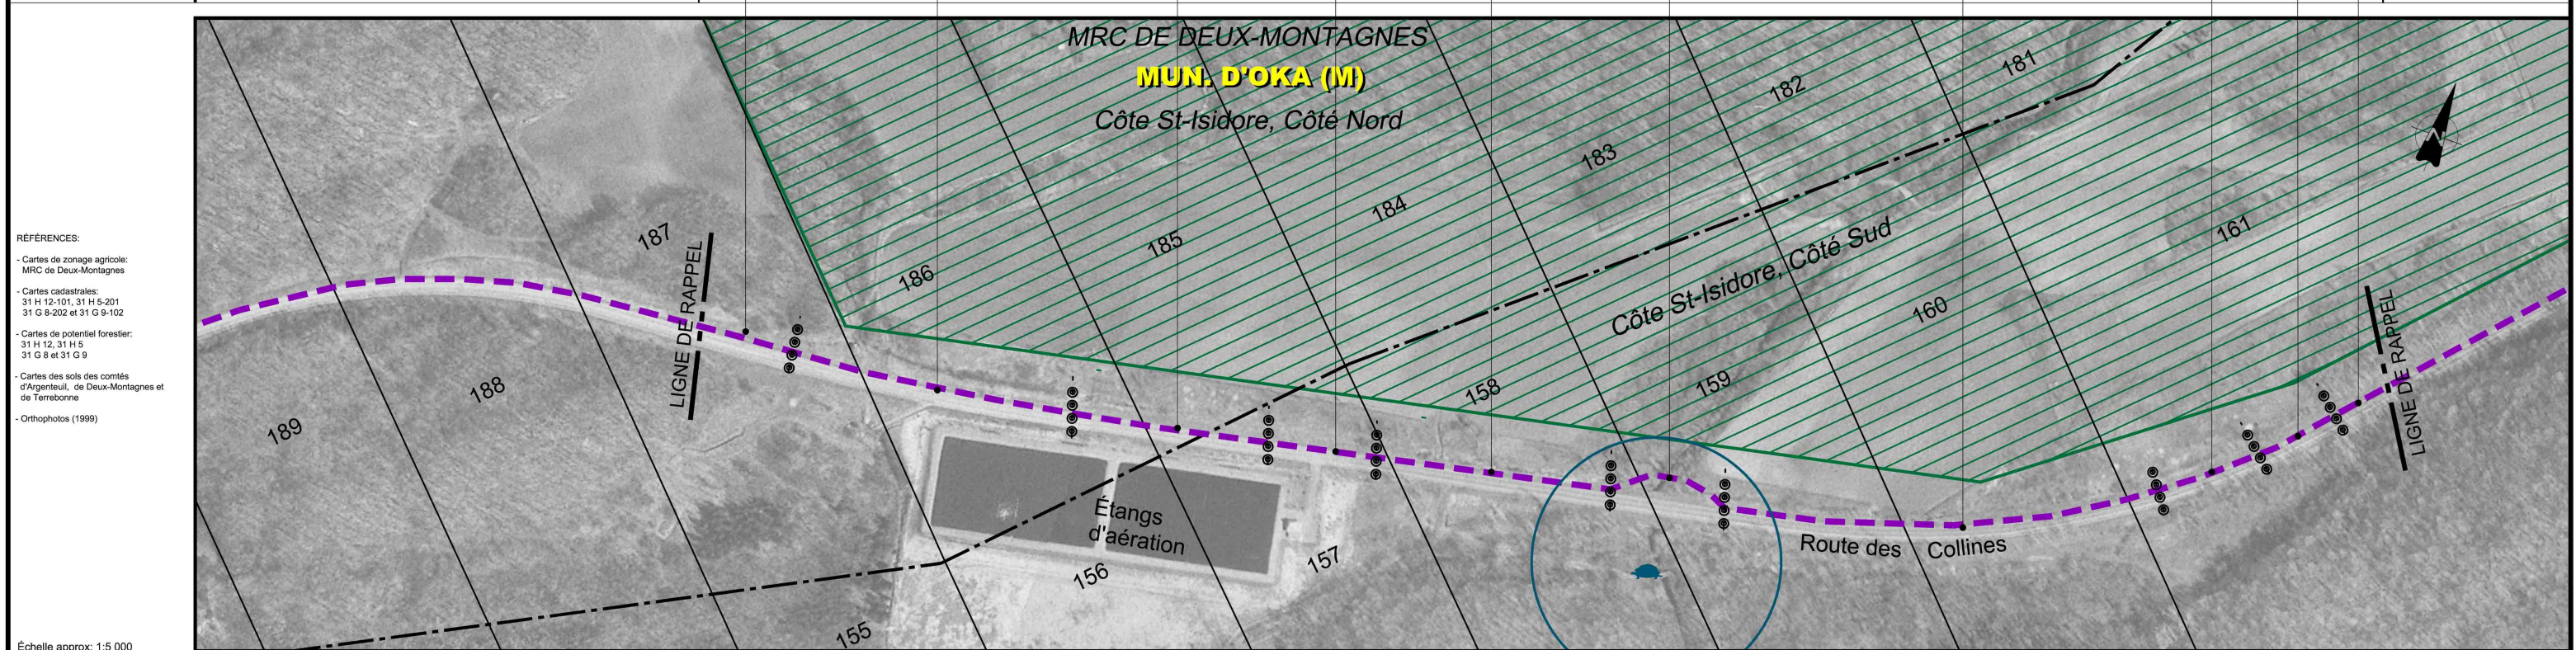 MRC DE DEUX-MONTAGNES
MUN. D'OKA (M)
Côte St-Isidore, Côté Nord
181
182
183
184
185
186
187
188
189
161
160
159
158
157
156
155
Côte St-Isidore, Côté Sud
LIGNE DE RAPPEL
LIGNE DE RAPPEL
Étangs
d'aération
Route des Collines
RÉFÉRENCES:
- Cartes de zonage agricole:
MRC de Deux-Montagnes
- Cartes cadastrales:
31 H 12-101, 31 H 5-201
31 G 8-202 et 31 G 9-102
- Cartes de potentiel forestier:
31 H 12, 31 H 5
31 G 8 et 31 G 9
- Cartes des sols des comtés
d'Argenteuil, de Deux-Montagnes et
de Terrebonne
- Orthophotos (1999)
Échelle approx: 1:5 000